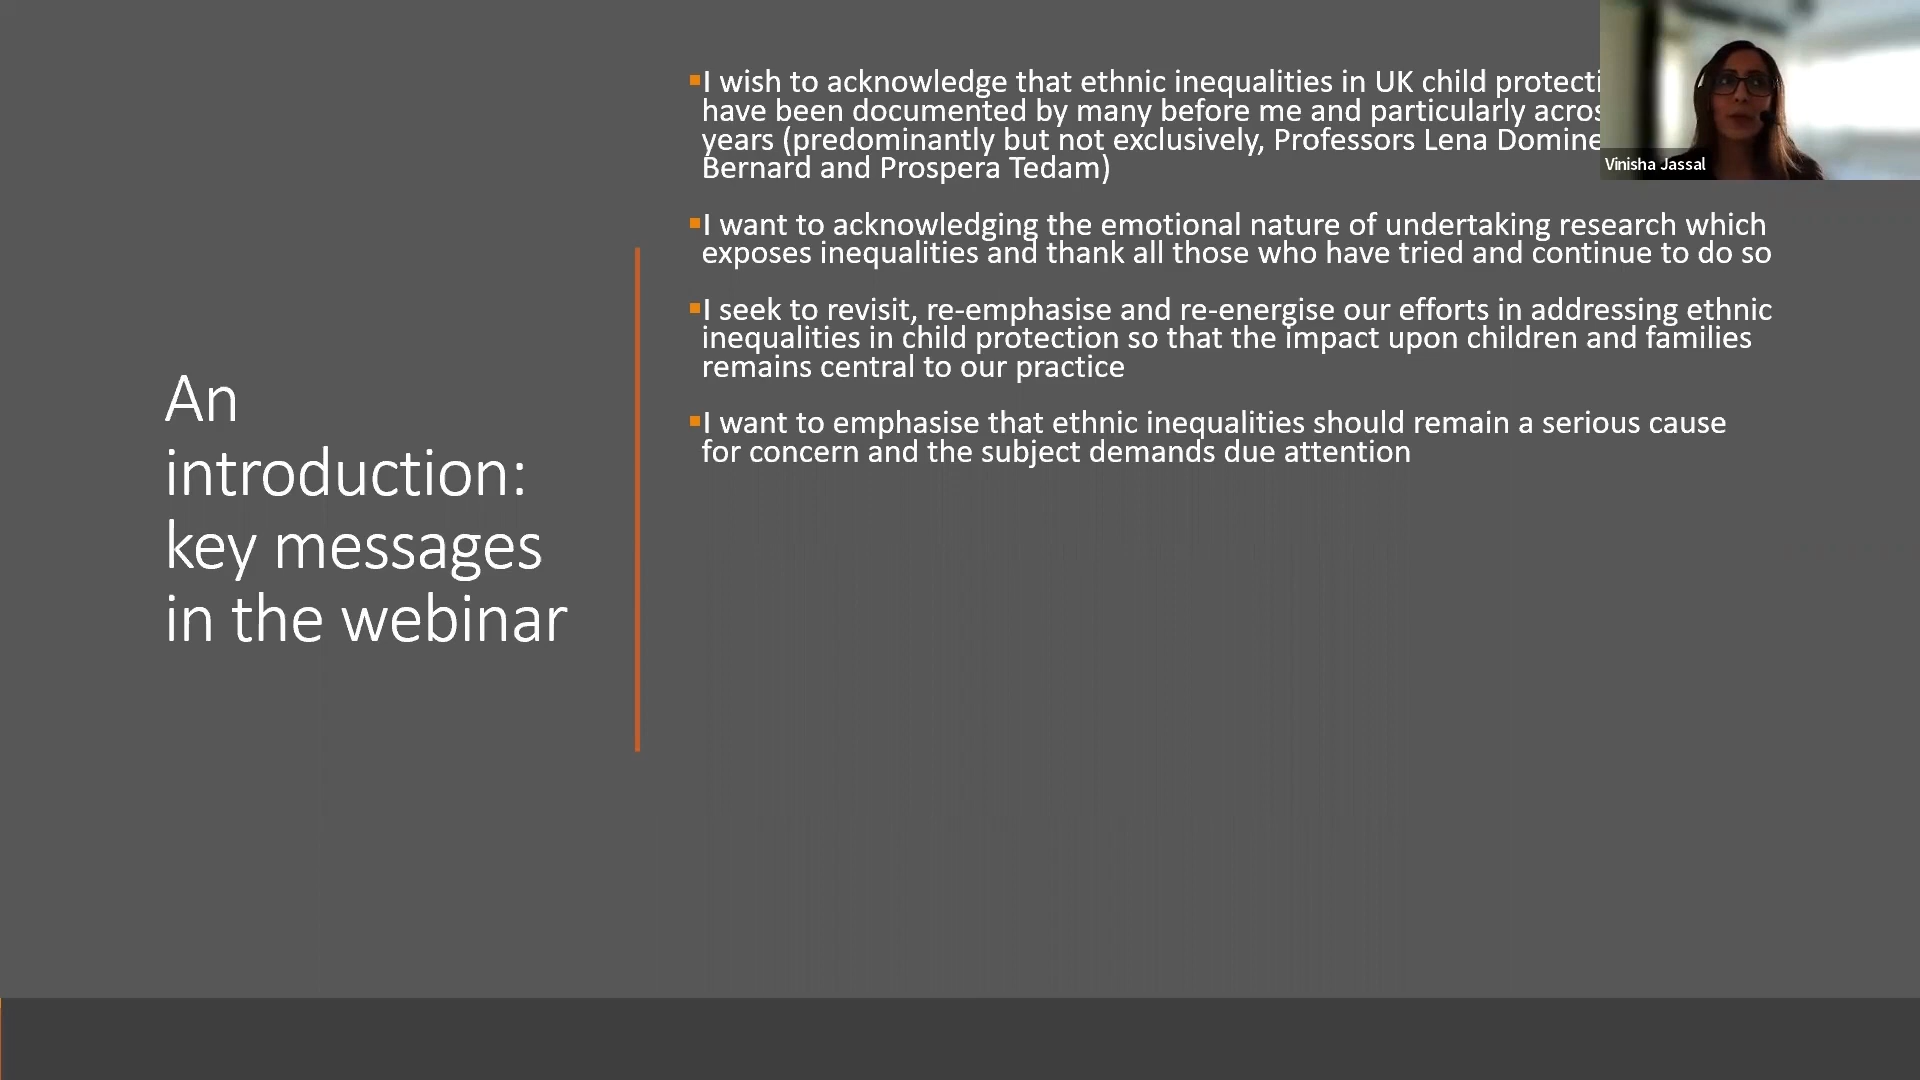 An
introduction:
key messages
in the webinar
▪I wish to acknowledge that ethnic inequalities in UK child
have been documented by many before me and particularly
years (predominantly but not exclusively, Professors Lena
Bernard and Prospera Tedam)
▪I want to acknowledging the emotional nature of undertaking research which
exposes inequalities and thank all those who have tried and continue to do so
▪I seek to revisit, re-emphasise and re-energise our efforts in addressing ethnic
inequalities in child protection so that the impact upon children and families
remains central to our practice
▪I want to emphasise that ethnic inequalities should remain a serious cause
for concern and the subject demands due attention
Vinisha Jassal